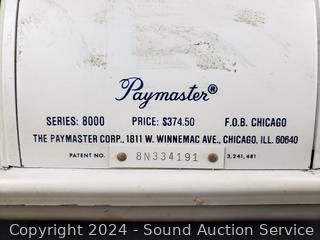 Paymaster®
SERIES: 8000 PRICE: $374.50 F.O.B. CHICAGO
THE PAYMASTER CORP., 1811 W. WINNEMAC AVE., CHICAGO, ILL. 60640
PATENT NO. 8N334191 3,241,481
Copyright 2024 - Sound Auction Service